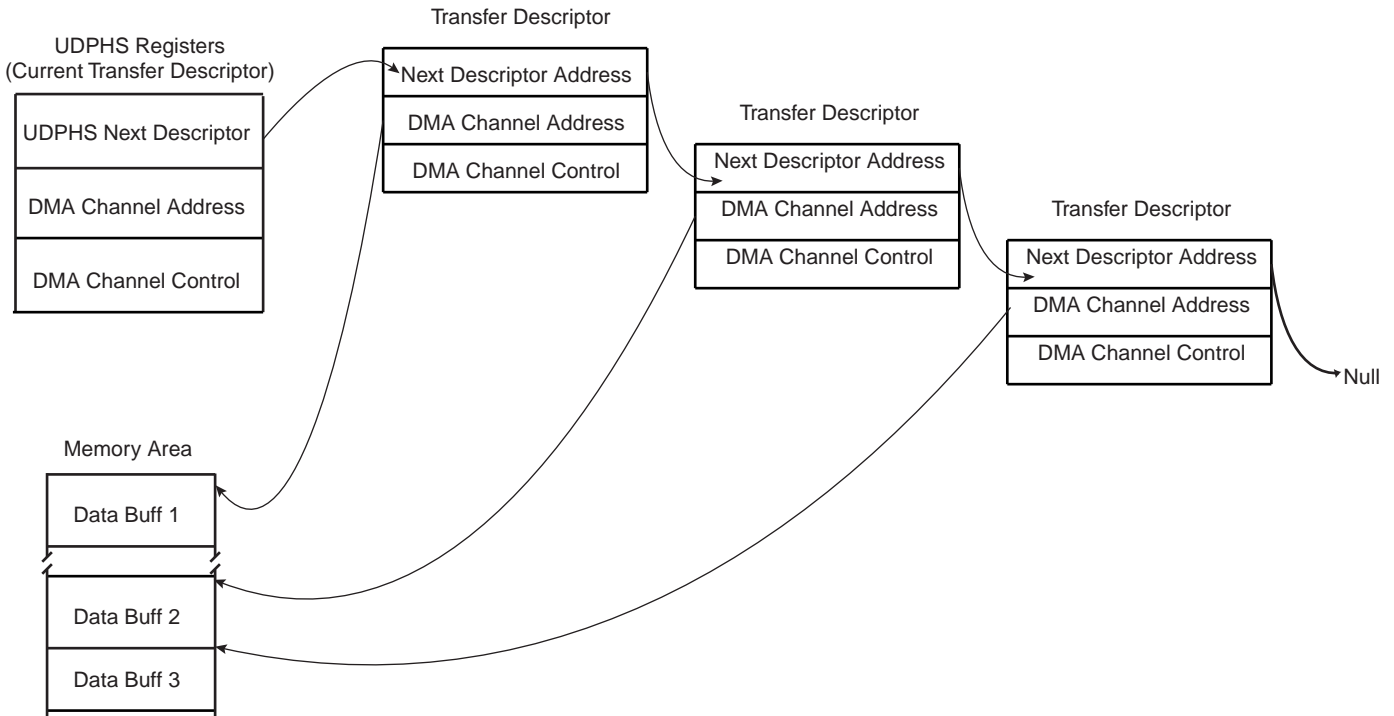 Transfer Descriptor
UDPHS Registers
(Current Transfer Descriptor)
Next Descriptor Address
UDPHS Next Descriptor
DMA Channel Address
DMA Channel Control
DMA Channel Address
DMA Channel Control
Transfer Descriptor
Next Descriptor Address
DMA Channel Address
DMA Channel Control
Transfer Descriptor
Next Descriptor Address
DMA Channel Address
DMA Channel Control
Null
Memory Area
Data Buff 1
Data Buff 2
Data Buff 3